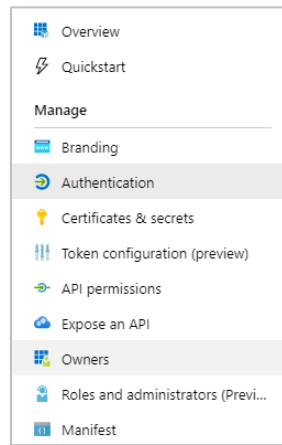 Overview
Quickstart
Manage
Branding
Authentication
Certificates & secrets
Token configuration (preview)
API permissions
Expose an API
Owners
Roles and administrators (Previ...
Manifest